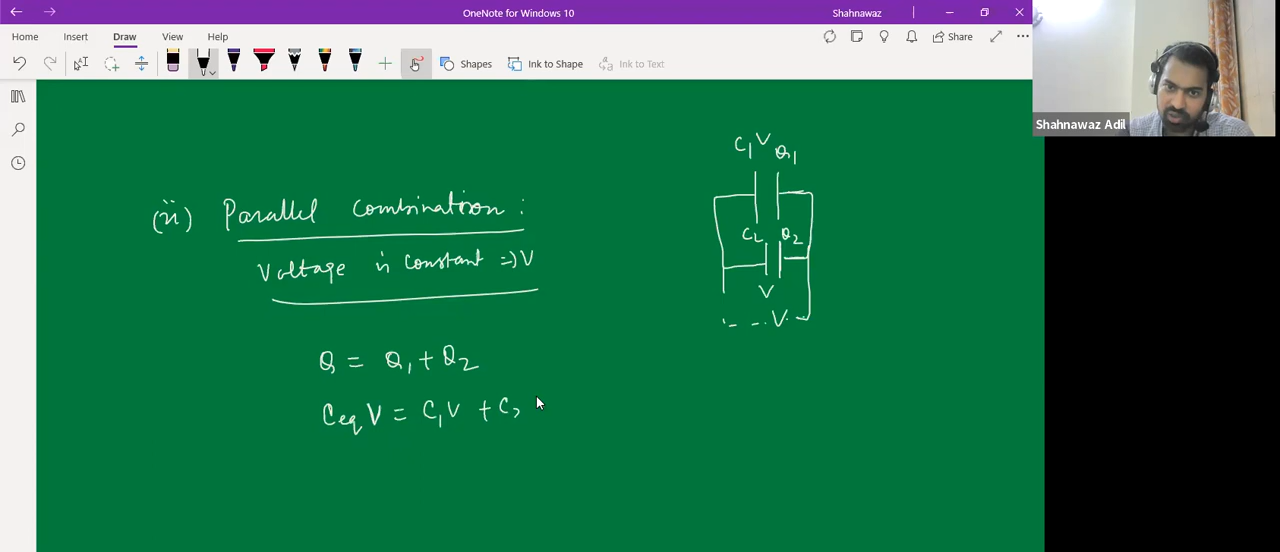 OneNote for Windows 10
Shahnawaz
Home Insert Draw View Help
Share
Shapes
Ink to Shape
Ink to Text
Shahnawaz Adil
C₁ V Q₁
(ii) Parallel Combination :
C₂ Q₂
Voltage is constant => V
V
V
Q = Q₁ + Q₂
Ceq V = C₁V + C₂